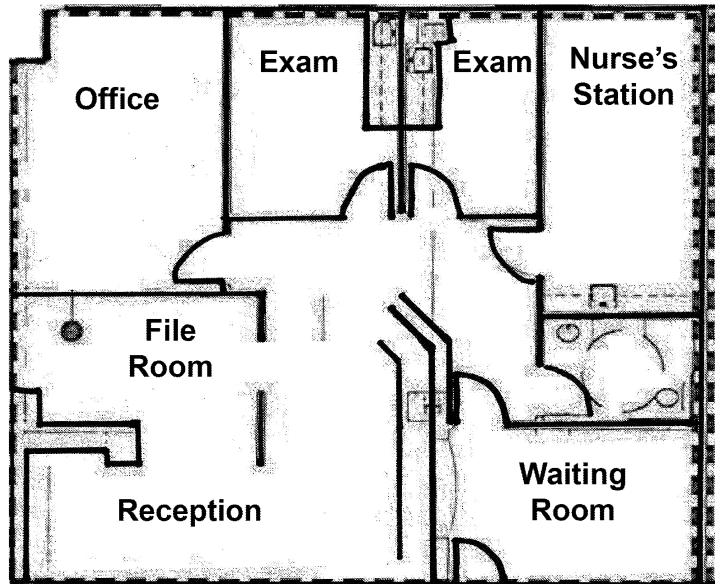 Office
Exam
Exam
Nurse's
Station
File
Room
Reception
Waiting
Room